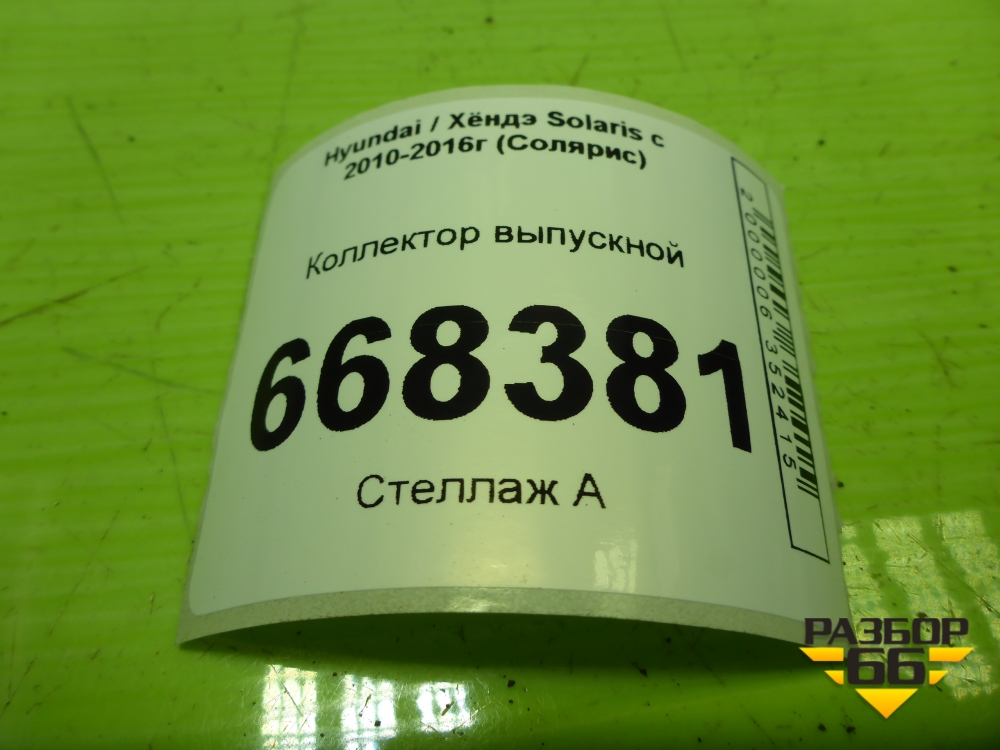 Hyundai / Хёндэ Solaris с
2010-2016г (Солярис)
Коллектор выпускной
668381
Стеллаж А
2000006352415
РАЗБОР
66